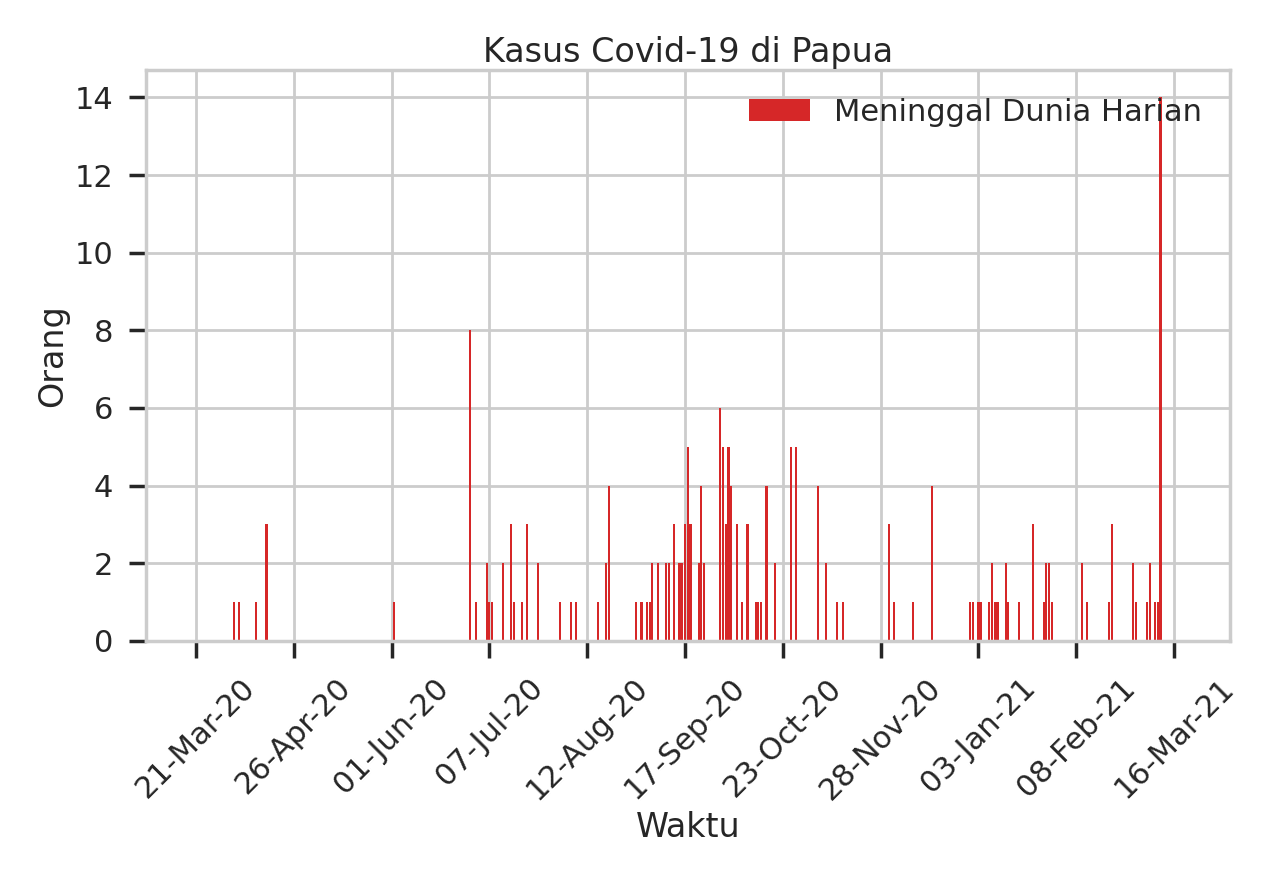 Kasus Covid-19 di Papua
Meninggal Dunia Harian
14
12
10
8
6
4
2
0
Orang
21-Mar-20
26-Apr-20
01-Jun-20
07-Jul-20
12-Aug-20
17-Sep-20
23-Oct-20
28-Nov-20
03-Jan-21
08-Feb-21
16-Mar-21
Waktu